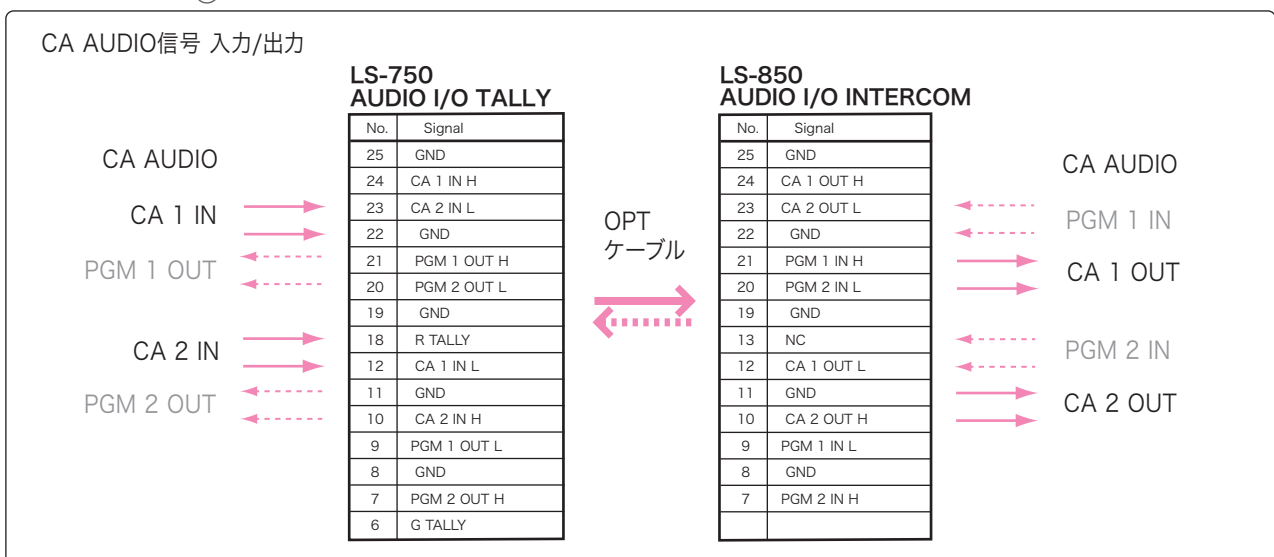 CA AUDIO信号 入力/出力
LS-750
AUDIO I/O TALLY
No. Signal
25 GND
24 CA 1 IN H
23 CA 2 IN L
22 GND
21 PGM 1 OUT H
20 PGM 2 OUT L
19 GND
18 R TALLY
12 CA 1 IN L
11 GND
10 CA 2 IN H
9 PGM 1 OUT L
8 GND
7 PGM 2 OUT H
6 G TALLY
CA AUDIO
CA 1 IN
PGM 1 OUT
CA 2 IN
PGM 2 OUT
OPT
ケーブル
LS-850
AUDIO I/O INTERCOM
No. Signal
25 GND
24 CA 1 OUT H
23 CA 2 OUT L
22 GND
21 PGM 1 IN H
20 PGM 2 IN L
19 GND
13 NC
12 CA 1 OUT L
11 GND
10 CA 2 OUT H
9 PGM 1 IN L
8 GND
7 PGM 2 IN H
CA AUDIO
PGM 1 IN
CA 1 OUT
PGM 2 IN
CA 2 OUT